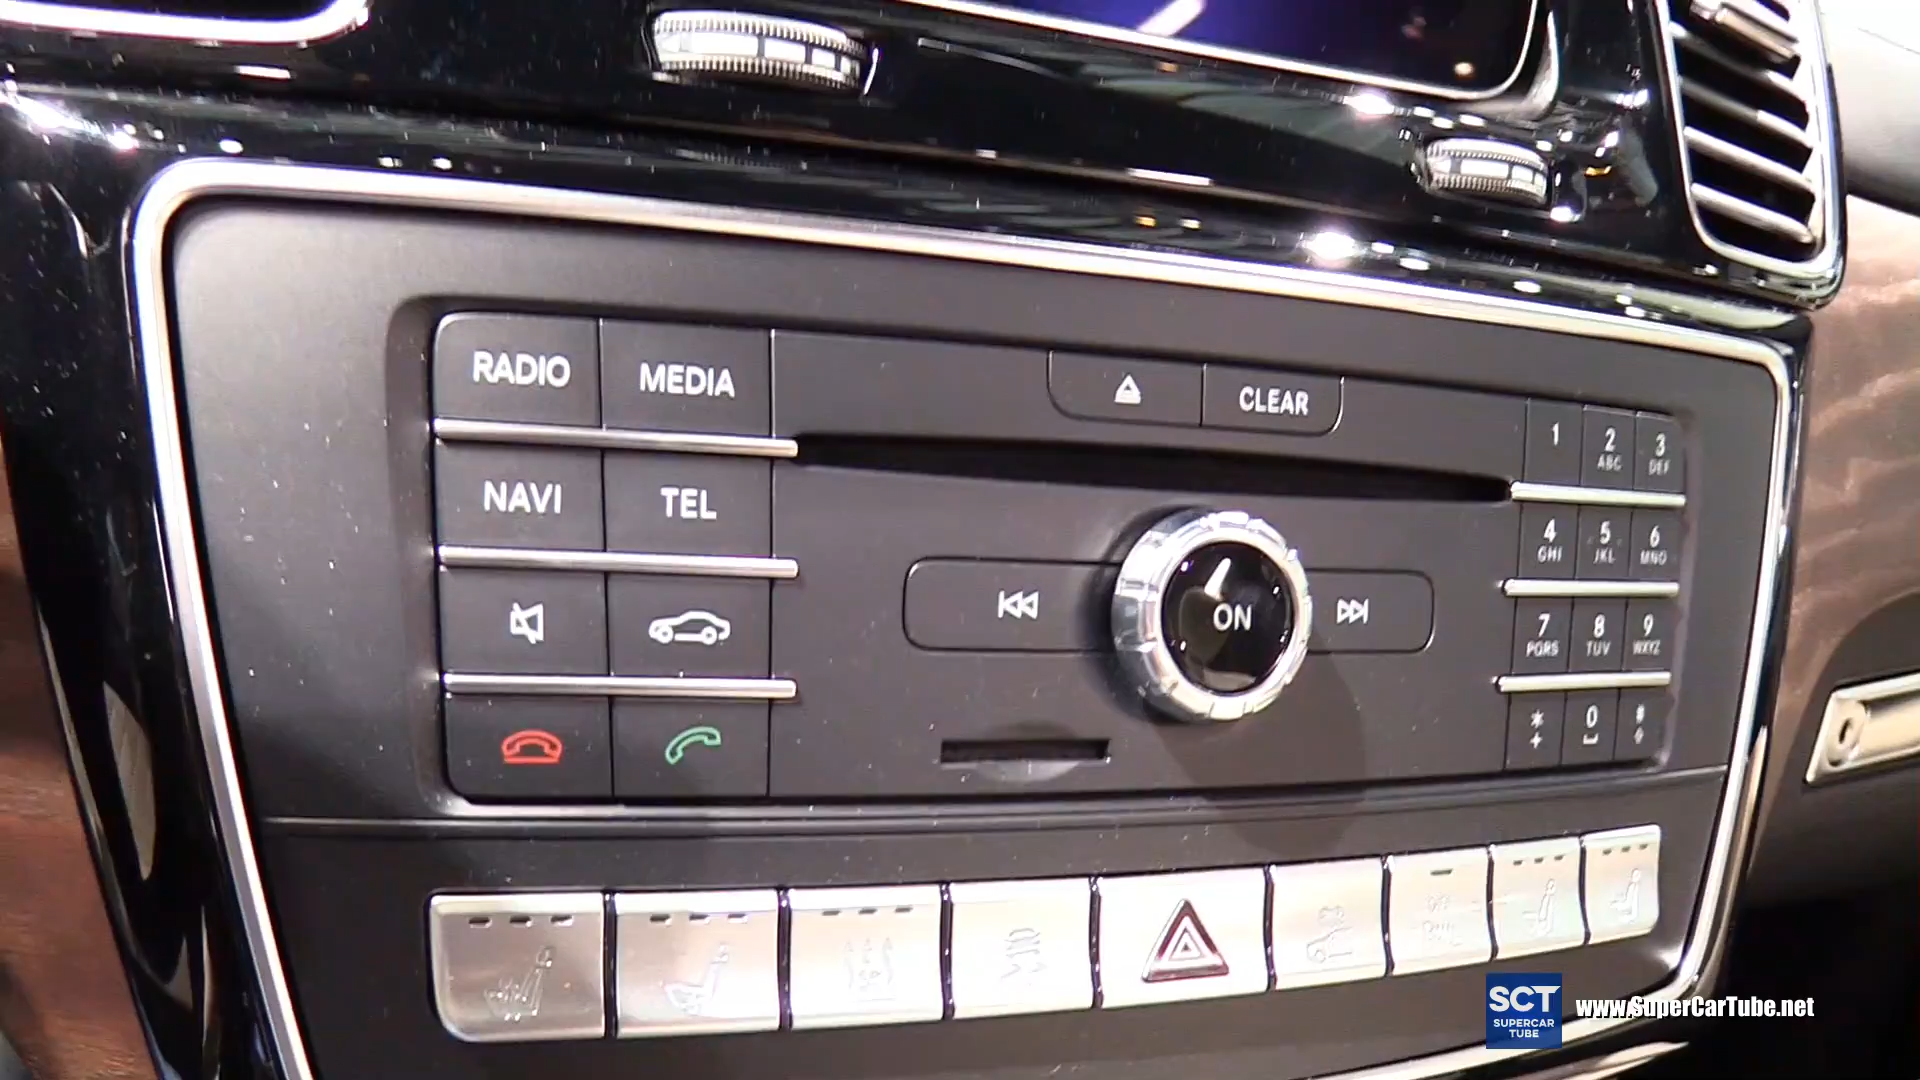 RADIO MEDIA
CLEAR
NAVI TEL
ON
1 2 ABC 3 DEF
4 GHI 5 JKL 6 MNO
7 PQRS 8 TUV 9 WXYZ
* + 0 #
SCT
SUPERCAR
TUBE
www.SuperCarTube.net